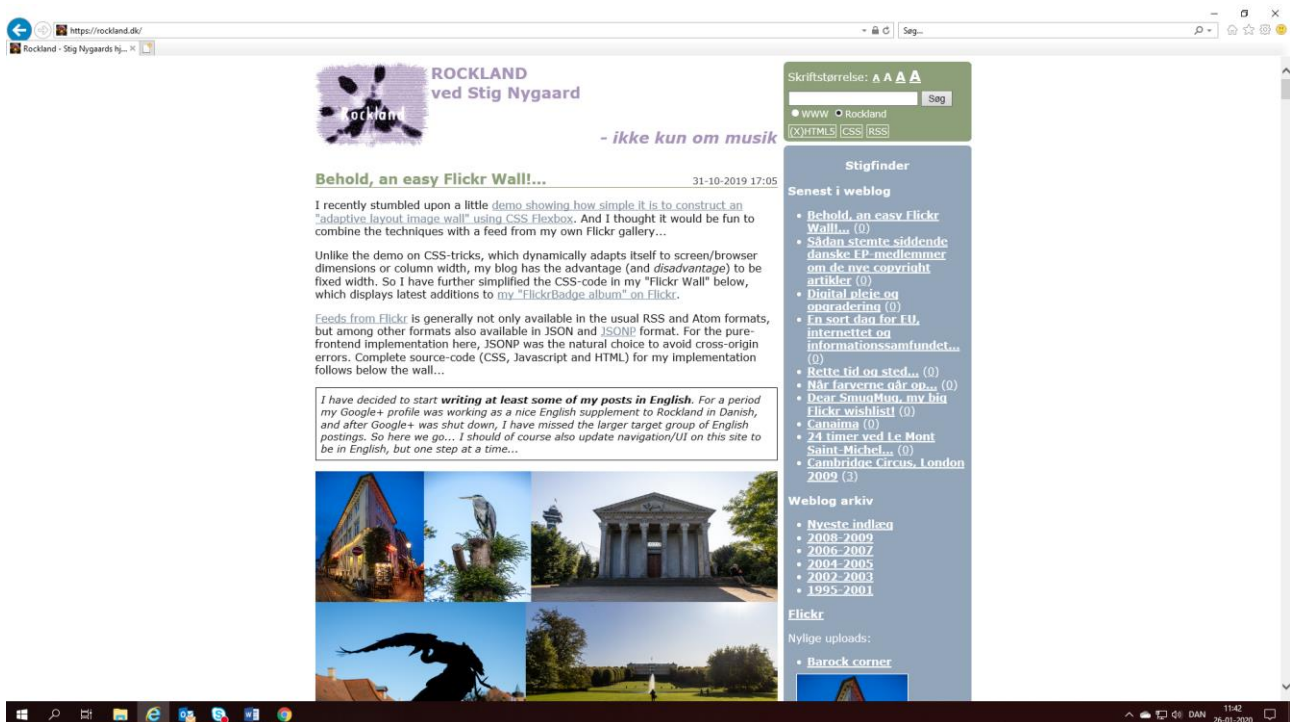 https://rockland.dk/
Søg...
Rockland - Stig Nygaards hj...
Rockland
ROCKLAND
ved Stig Nygaard
- ikke kun om musik
Behold, an easy Flickr Wall!...
31-10-2019 17:05
I recently stumbled upon a little demo showing how simple it is to construct an
"adaptive layout image wall" using CSS Flexbox. And I thought it would be fun to
combine the techniques with a feed from my own Flickr gallery...
Unlike the demo on CSS-tricks, which dynamically adapts itself to screen/browser
dimensions or column width, my blog has the advantage (and disadvantage) to be
fixed width. So I have further simplified the CSS-code in my "Flickr Wall" below,
which displays latest additions to my "FlickrBadge album" on Flickr.
Feeds from Flickr is generally not only available in the usual RSS and Atom formats,
but among other formats also available in JSON and JSONP format. For the pure-
frontend implementation here, JSONP was the natural choice to avoid cross-origin
errors. Complete source-code (CSS, Javascript and HTML) for my implementation
follows below the wall...
I have decided to start writing at least some of my posts in English. For a period
my Google+ profile was working as a nice English supplement to Rockland in Danish,
and after Google+ was shut down, I have missed the larger target group of English
postings. So here we go... I should of course also update navigation/UI on this site to
be in English, but one step at a time...
Skriftstørrelse: A A A A
Søg
WWW Rockland
(X)HTML5 CSS RSS
Stigfinder
Senest i weblog
• Behold, an easy Flickr
Wall!... (0)
• Sådan stemte siddende
danske EP-medlemmer
om de nye copyright
artikler (0)
• Digital pleje og
opgradering (0)
• En sort dag for EU,
internettet og
informationssamfundet...
(0)
• Rette tid og sted... (0)
• Når farverne går op... (0)
• Dear SmugMug, my big
Flickr wishlist! (0)
• Canaima (0)
• 24 timer ved Le Mont
Saint-Michel... (0)
• Cambridge Circus, London
2009 (3)
Weblog arkiv
• Nyeste indlæg
• 2008-2009
• 2006-2007
• 2004-2005
• 2002-2003
• 1995-2001
Flickr
Nylige uploads:
• Barock corner
DAN
11:42
26-01-2020